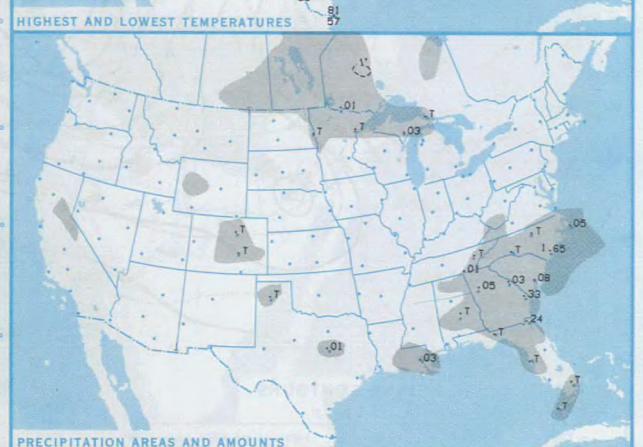 81
57
HIGHEST AND LOWEST TEMPERATURES
1"
.01
T
T
T
.03
.05
T
T
T
1.65
T
.01
T
.03
.08
.05
.33
T
T
.24
T
.01
.03
T
T
T
PRECIPITATION AREAS AND AMOUNTS